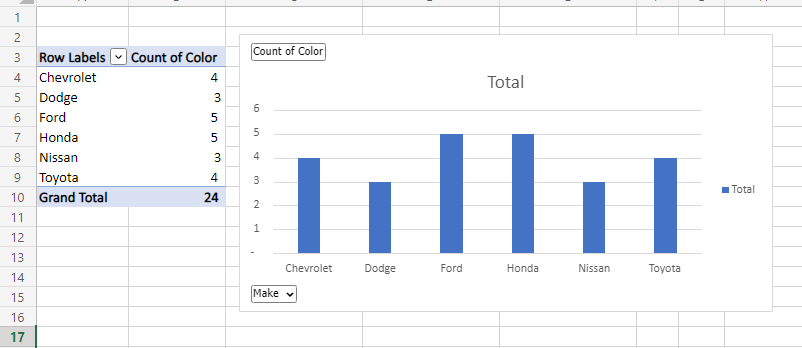 1
2
3 Row Labels Count of Color
4 Chevrolet 4
5 Dodge 3
6 Ford 5
7 Honda 5
8 Nissan 3
9 Toyota 4
10 Grand Total 24
11
12
13
14
15
16
17
Count of Color
Total
6
5
4
3
2
1
-
Chevrolet Dodge Ford Honda Nissan Toyota
Total
Make